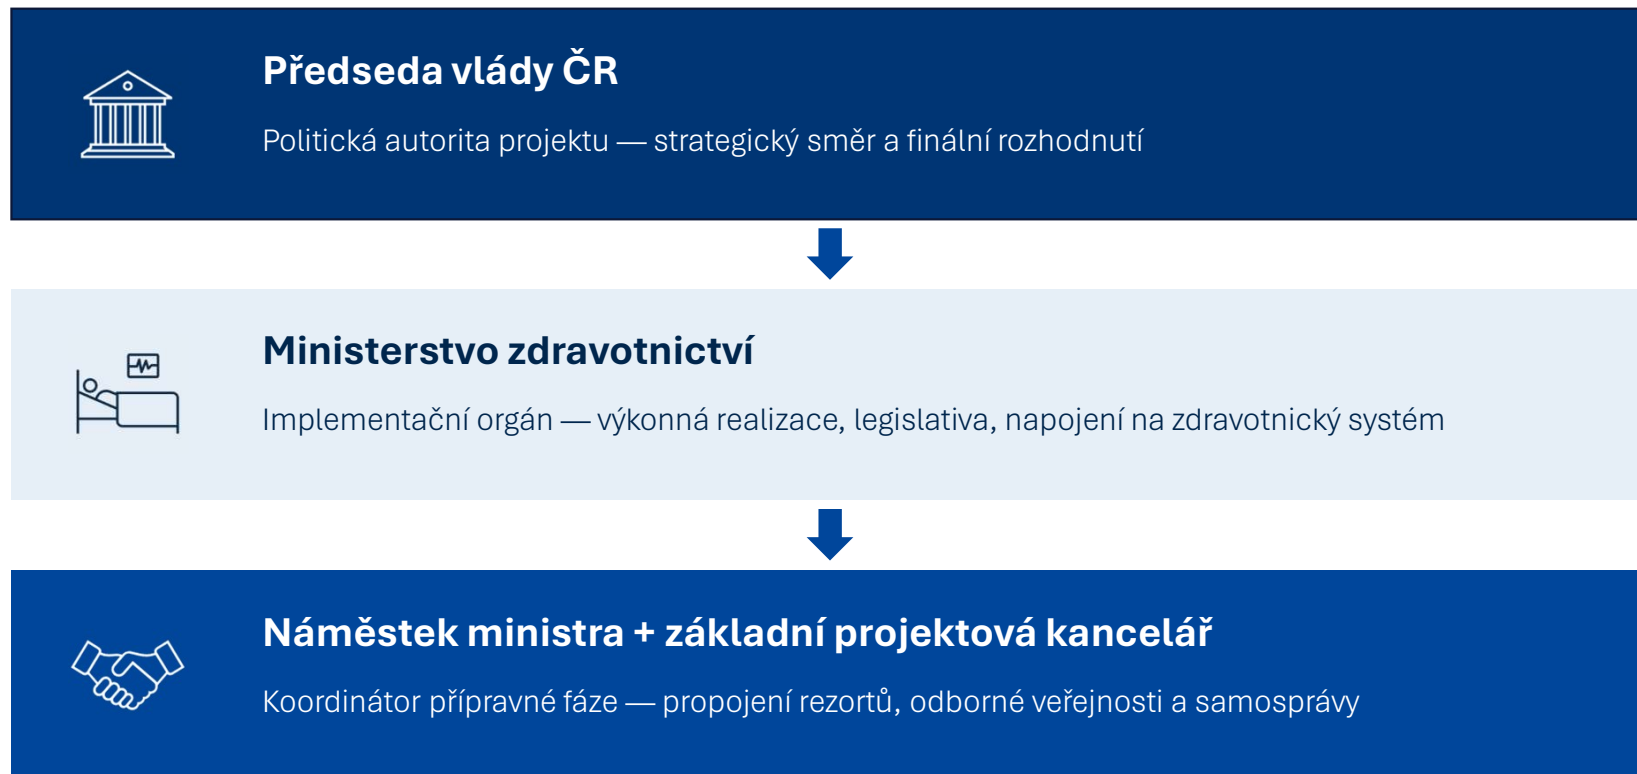 Předseda vlády ČR
Politická autorita projektu — strategický směr a finální rozhodnutí
Ministerstvo zdravotnictví
Implementační orgán — výkonná realizace, legislativa, napojení na zdravotnický systém
Náměstek ministra + základní projektová kancelář
Koordinátor přípravné fáze — propojení rezortů, odborné veřejnosti a samosprávy